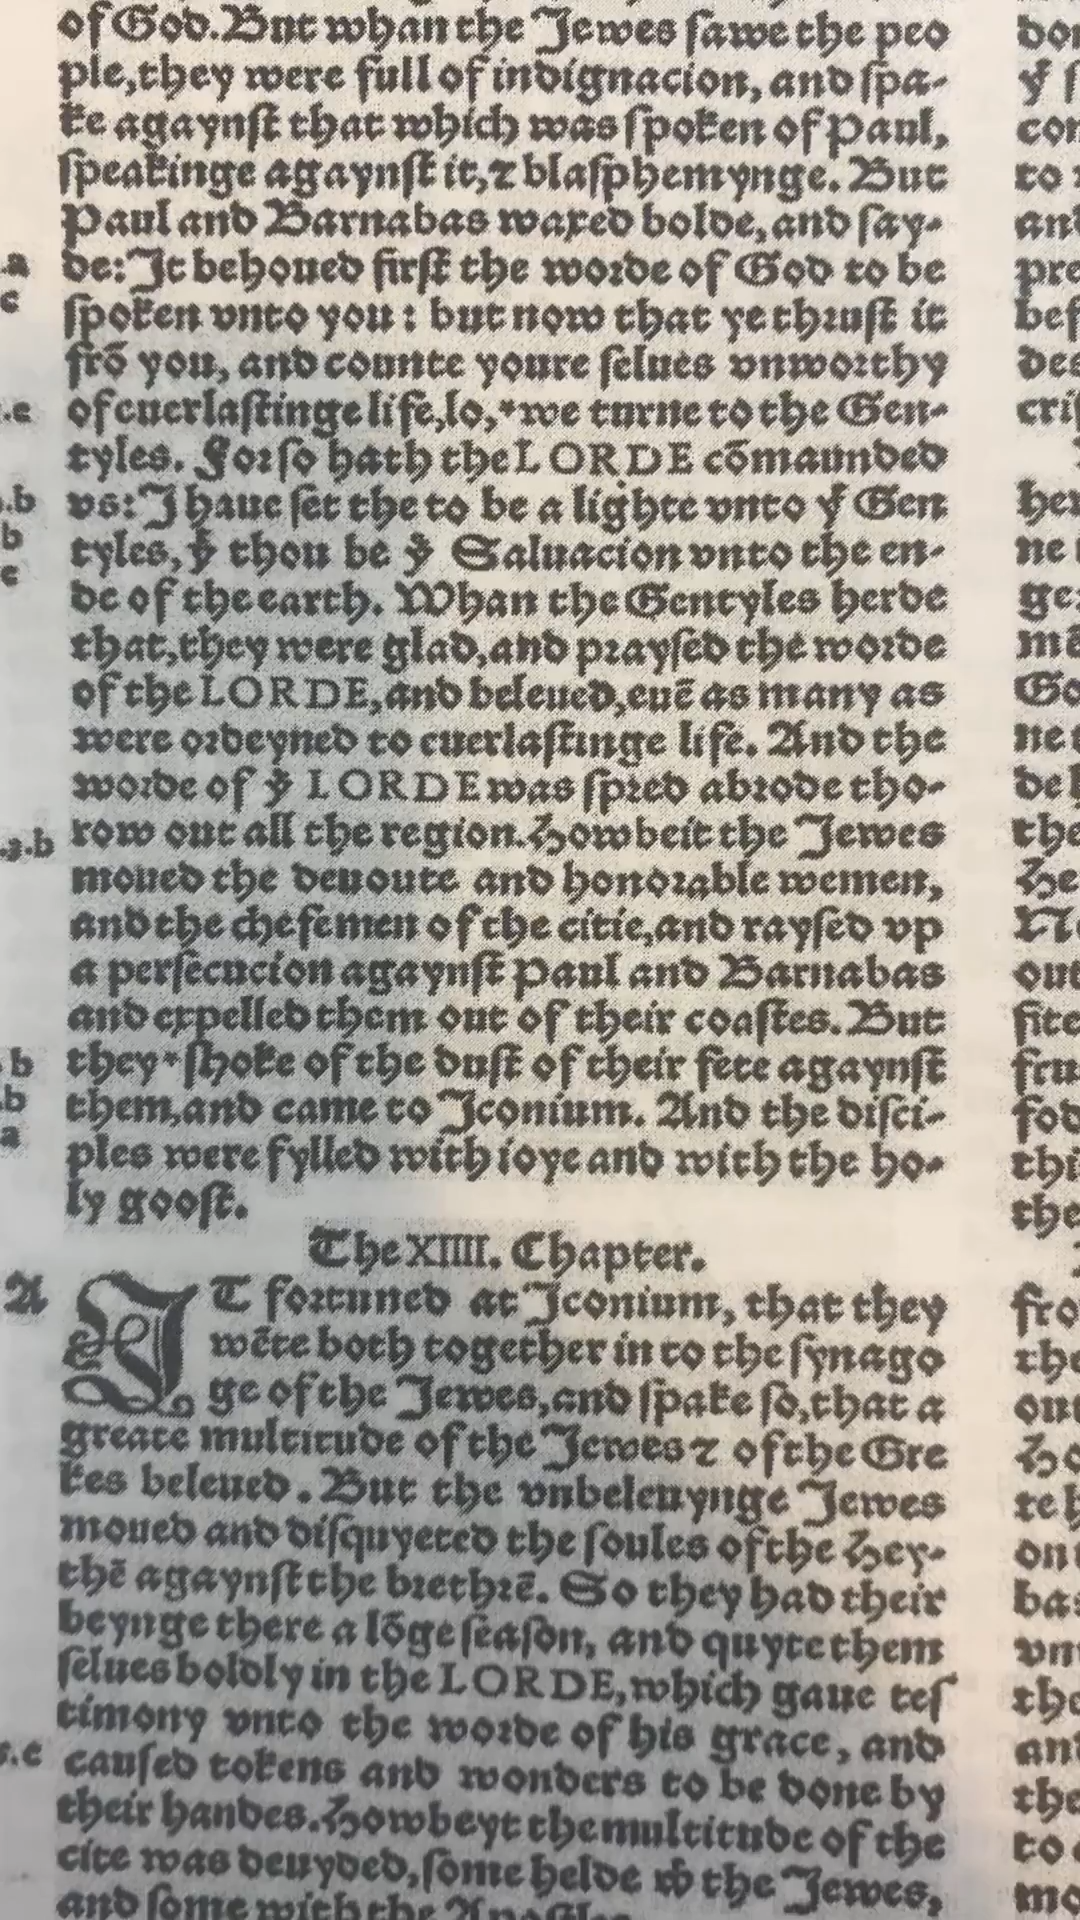 of God. But whan the Jewes sawe the peo
ple, they were full of indignacion, and spa-
ke agaynst that which was spoken of Paul,
speakinge agaynst it, ⁊ blasphemynge. But
Paul and Barnabas waxed bolde, and say-
de: It behoued first the worde of God to be
spoken vnto you: but now that ye thrust it
frō you, and counte youre selues vnworthy
of euerlastinge life, lo, *we turne to the Gen-
tyles. For so hath the LORDE cōmaunded
vs: I haue set the to be a lighte vnto yͤ Gen
tyles, yͭ thou be yͤ Saluacion vnto the en-
de of the earth. Whan the Gentyles herde
that, they were glad, and praysed the worde
of the LORDE, and beleued, euē as many as
were ordeyned to euerlastinge life. And the
worde of yͤ LORDE was spred abrode tho-
row out all the region. Howbeit the Jewes
moued the deuoute and honorable wemen,
and the chefe men of the citie, and raysed vp
a persecucion agaynst Paul and Barnabas
and expelled them out of their coastes. But
they *shoke of the dust of their fete agaynst
them, and came to Iconium. And the disci-
ples were fylled with ioye and with the ho-
ly goost.
The XIIII. Chapter.
A
IT fortuned at Iconium, that they
wēte both together in to the synago
ge of the Jewes, and spake so, that a
greate multitude of the Jewes ⁊ of the Gre
kes beleued. But the vnbeleuynge Jewes
moued and disquyeted the soules of the Hey-
thē agaynst the brethrē. So they had their
beynge there a lōge season, and quyte them
selues boldly in the LORDE, which gaue tes
timony vnto the worde of his grace, and
caused tokens and wonders to be done by
their handes. Howbeyt the multitude of the
cite was deuyded, some helde wͭ the Jewes,
and some with the Apostles